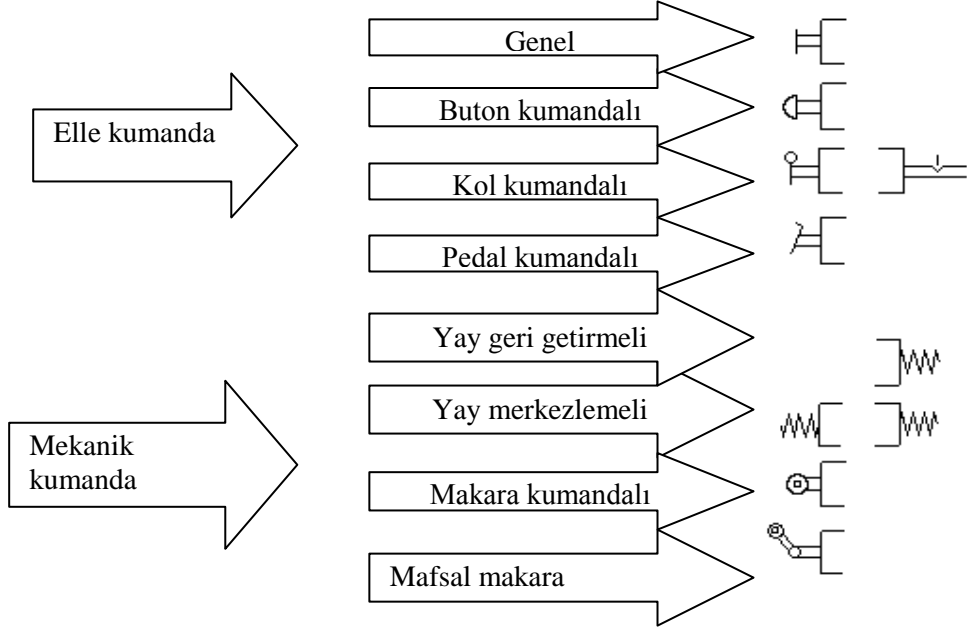 Elle kumanda
Genel
Buton kumandalı
Kol kumandalı
Pedal kumandalı
Mekanik
kumanda
Yay geri getirmeli
Yay merkezlemeli
Makara kumandalı
Mafsal makara